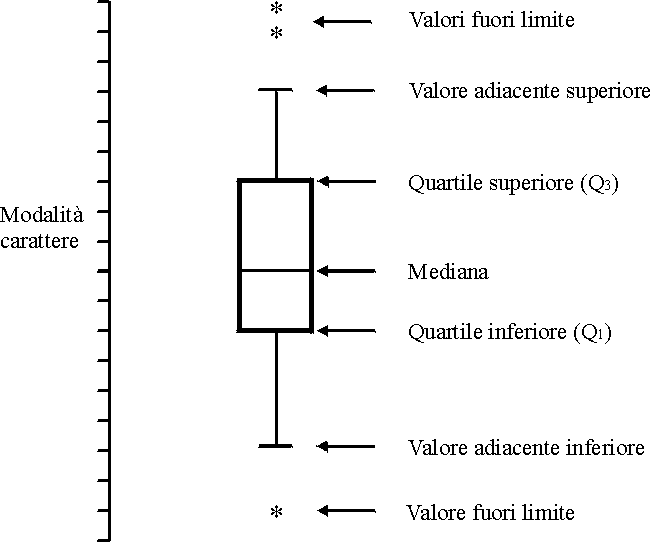 Valori fuori limite
Valore adiacente superiore
Quartile superiore (Q3)
Modalità
carattere
Mediana
Quartile inferiore (Q1)
Valore adiacente inferiore
Valore fuori limite